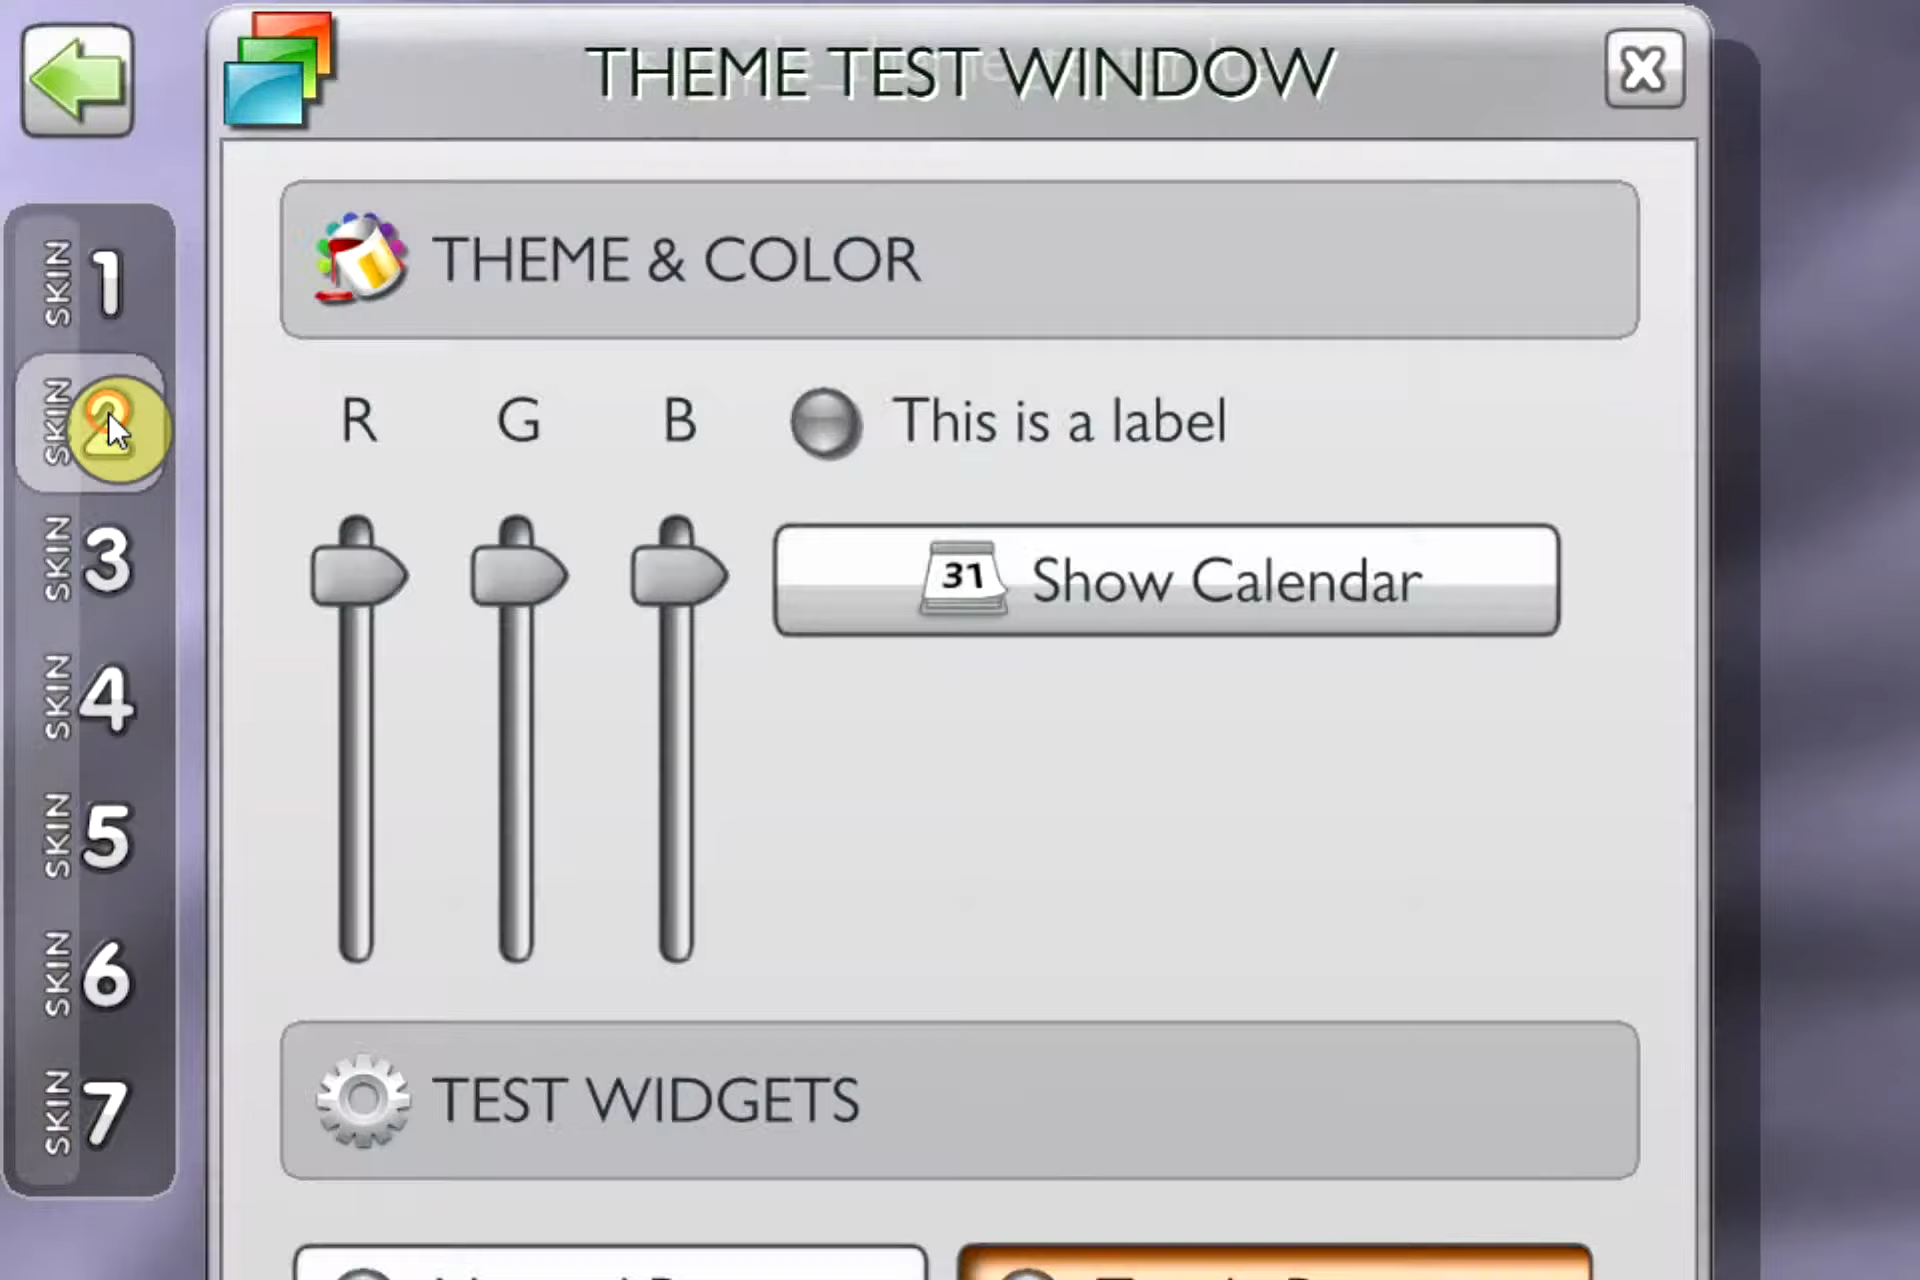 THEME TEST WINDOW
SKIN 1
SKIN 2
SKIN 3
SKIN 4
SKIN 5
SKIN 6
SKIN 7
THEME & COLOR
R G B This is a label
31 Show Calendar
TEST WIDGETS